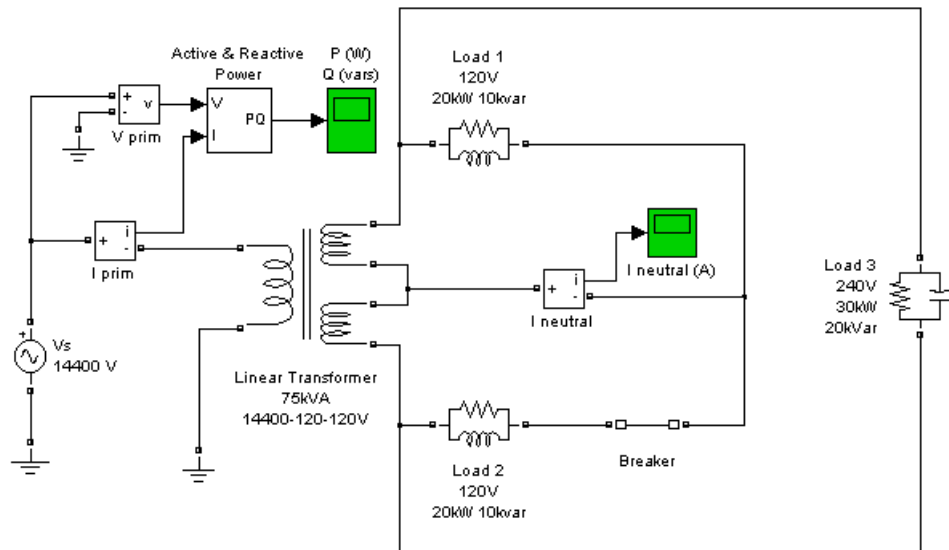 Active & Reactive
Power
P (W)
Q (vars)
Load 1
120V
20kW 10kvar
+
-
v
V
I
PQ
V prim
+
i
-
I prim
I neutral (A)
+
i
-
I neutral
Load 3
240V
30kW
20kVar
+
Vs
14400 V
Linear Transformer
75kVA
14400-120-120V
Load 2
120V
20kW 10kvar
Breaker